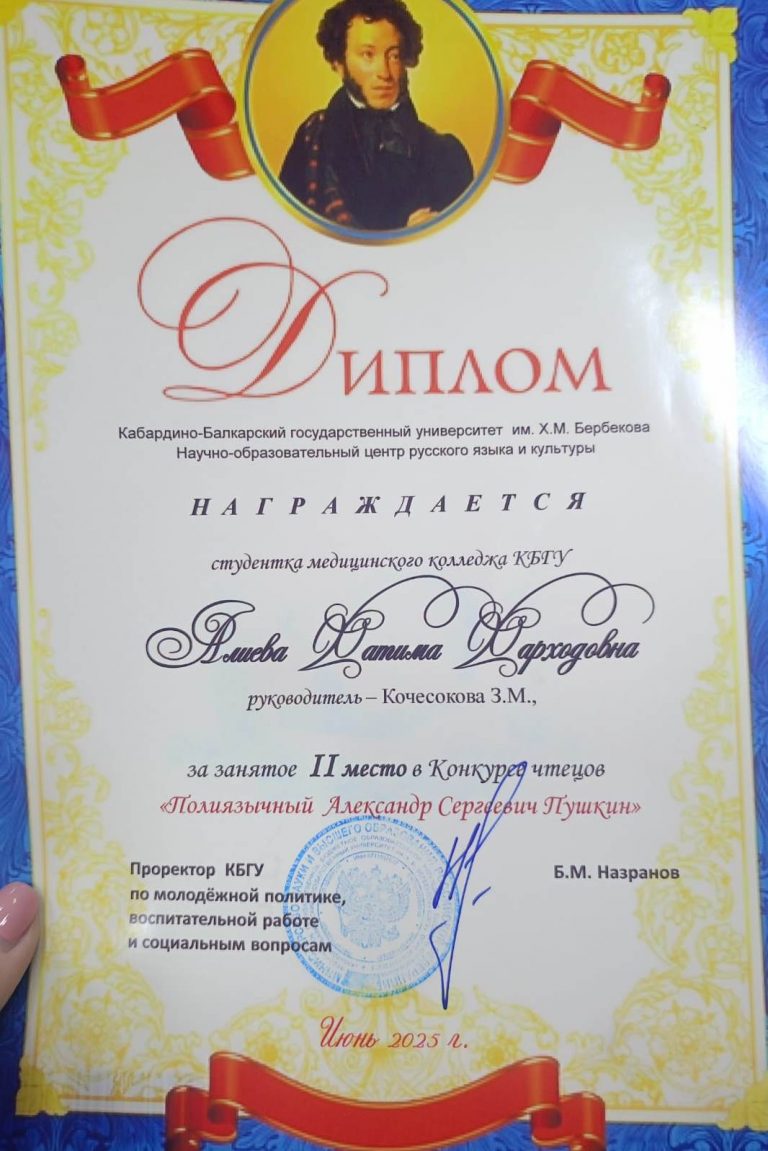 Диплом
Кабардино-Балкарский государственный университет им. Х.М. Бербекова
Научно-образовательный центр русского языка и культуры
НАГРАЖДАЕТСЯ
студентка медицинского колледжа КБГУ
Алиева Фатима Фарходовна
руководитель – Кочесокова З.М.,
за занятое II место в Конкурсе чтецов
«Полиязычный Александр Сергеевич Пушкин»
Проректор КБГУ
по молодёжной политике,
воспитательной работе
и социальным вопросам
Б.М. Назранов
Июнь 2025 г.